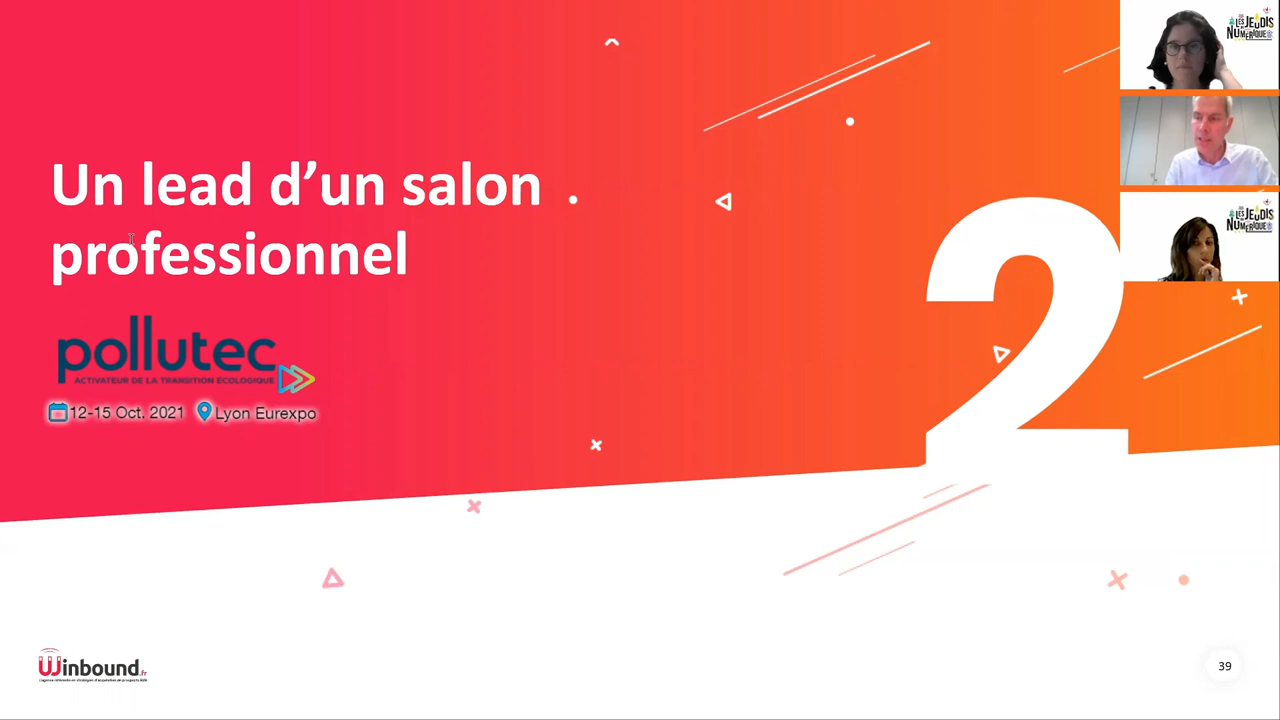 Un lead d’un salon
professionnel
pollutec
ACTIVATEUR DE LA TRANSITION ÉCOLOGIQUE
12-15 Oct. 2021 Lyon Eurexpo
2
LES JEUDIS
NUMÉRIQUE
LES JEUDIS
NUMÉRIQUE
Winbound.fr
39